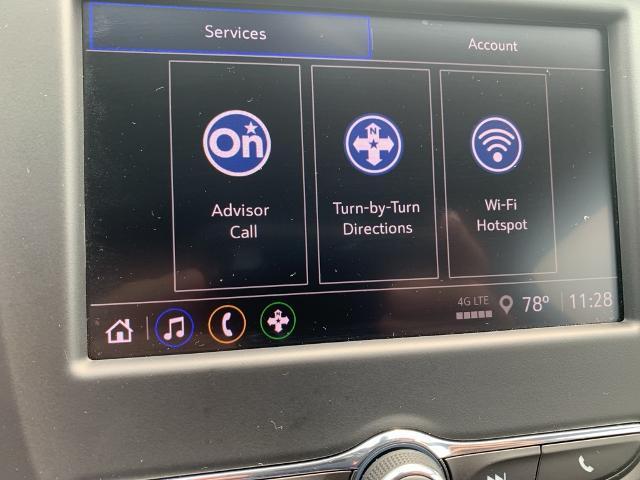 Services
Account
On
Advisor
Call
N
Turn-by-Turn
Directions
Wi-Fi
Hotspot
4G LTE
78°
11:28